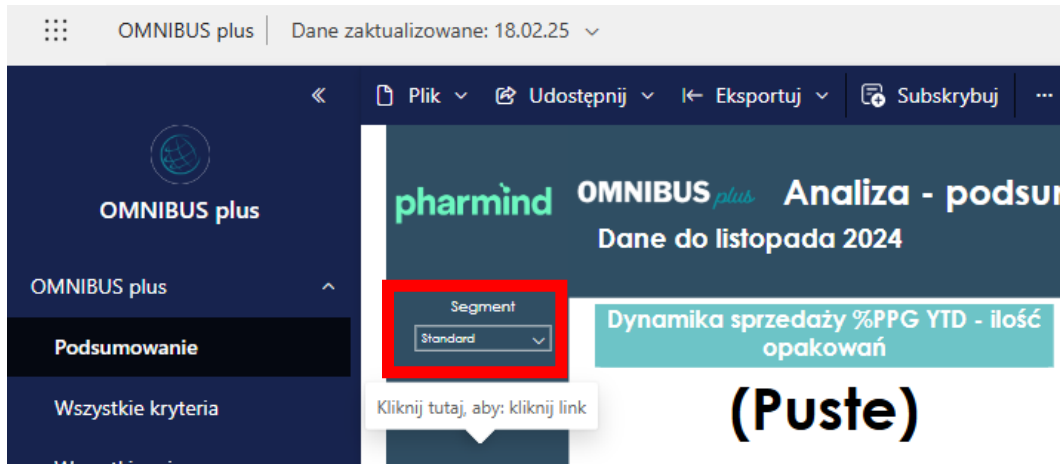 OMNIBUS plus
Dane zaktualizowane: 18.02.25
Plik
Udostępnij
Eksportuj
Subskrybuj
OMNIBUS plus
pharmind
OMNIBUS plus
Analiza - podsu
Dane do listopada 2024
OMNIBUS plus
Podsumowanie
Wszystkie kryteria
Segment
Standard
Dynamika sprzedaży %PPG YTD - ilość
opakowań
Kliknij tutaj, aby: kliknij link
(Puste)